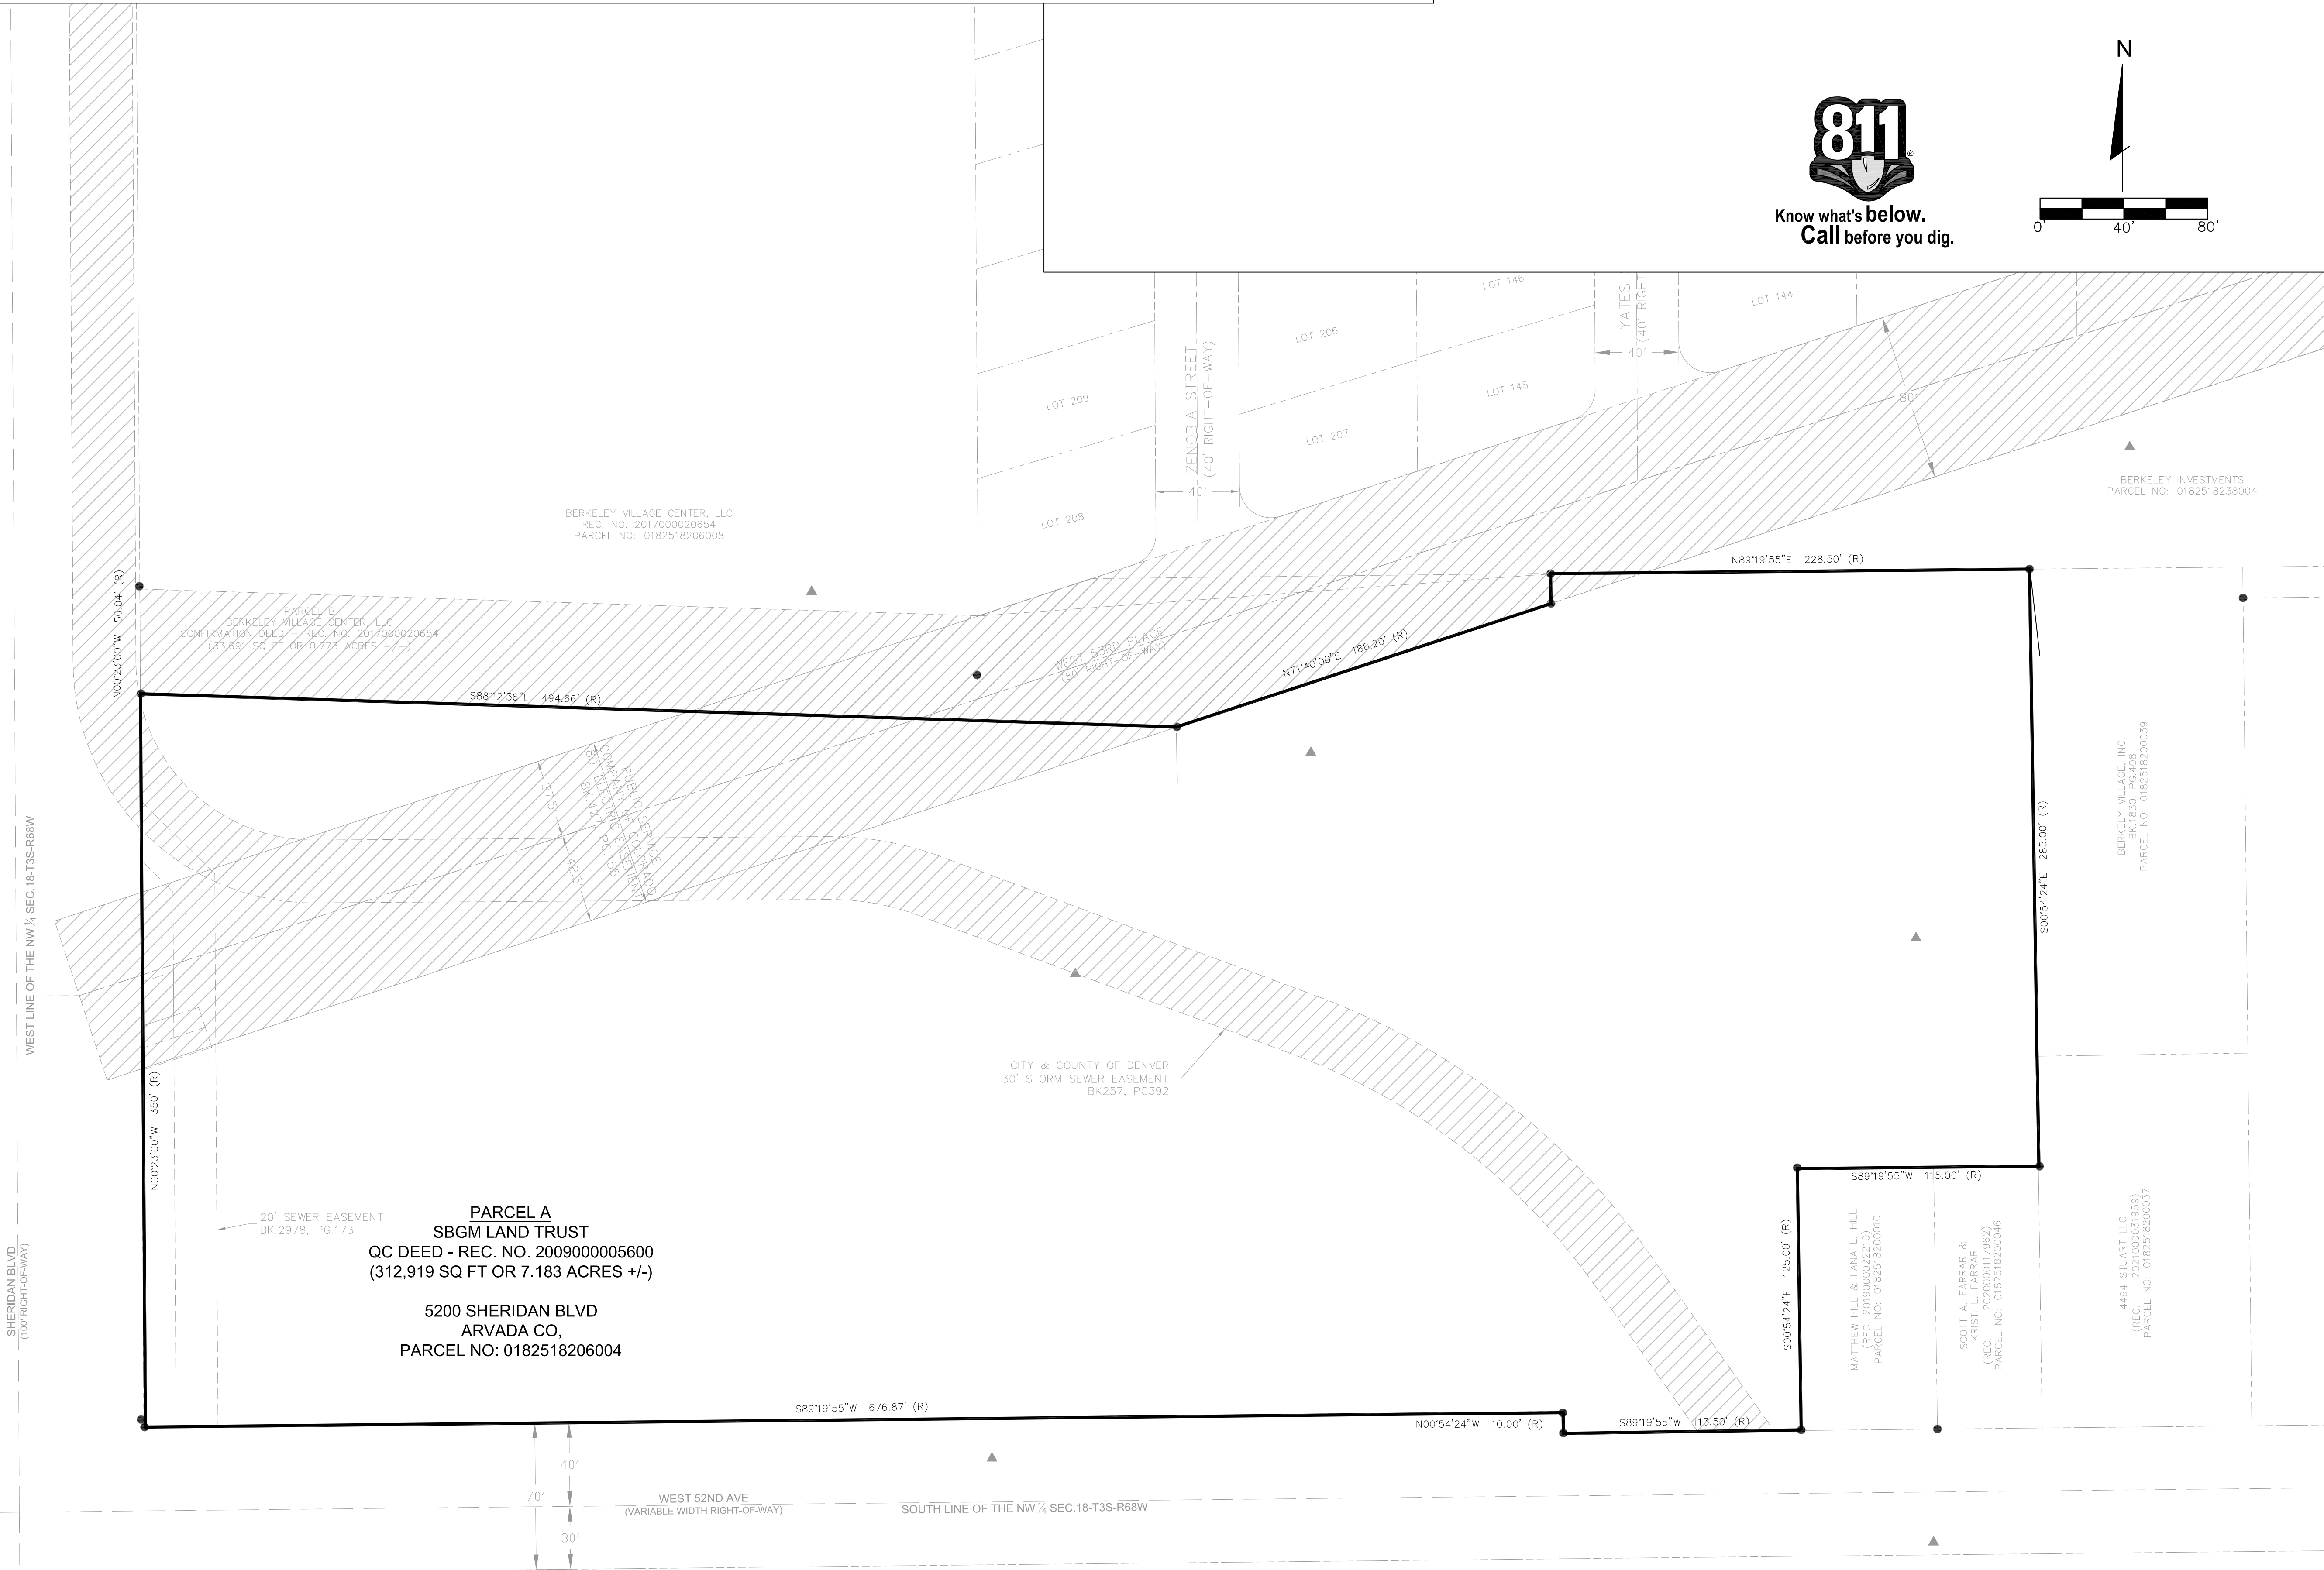 N
811
®
Know what's below.
Call before you dig.
0'
40'
80'
LOT 146
YATES
(40' RIGHT
LOT 144
LOT 206
40'
ZENOBIA STREET
(40' RIGHT-OF-WAY)
LOT 209
LOT 145
80'
LOT 207
40'
LOT 208
BERKELEY INVESTMENTS
PARCEL NO: 0182518238004
BERKELEY VILLAGE CENTER, LLC
REC. NO. 2017000020654
PARCEL NO: 0182518206008
N89°19'55"E 228.50' (R)
N00°23'00"W 50.04' (R)
PARCEL B
BERKELEY VILLAGE CENTER, LLC
CONFIRMATION DEED - REC. NO. 2017000020654
(33,691 SQ FT OR 0.773 ACRES +/-)
WEST 53RD PLACE
(80' RIGHT-OF-WAY)
N71°40'00"E 188.20' (R)
S88°12'36"E 494.66' (R)
PUBLIC SERVICE
COMPANY OF COLORADO
80' ELECTRIC EASEMENT
BK.427, PG.156
37.5'
42.5'
BERKELY VILLAGE, INC.
BK.1830, PG.408
PARCEL NO: 0182518200039
S00°54'24"E 285.00' (R)
WEST LINE OF THE NW ¼ SEC.18-T3S-R68W
CITY & COUNTY OF DENVER
30' STORM SEWER EASEMENT
BK257, PG392
N00°23'00"W 350' (R)
S89°19'55"W 115.00' (R)
20' SEWER EASEMENT
BK.2978, PG.173
PARCEL A
SBGM LAND TRUST
QC DEED - REC. NO. 2009000005600
(312,919 SQ FT OR 7.183 ACRES +/-)
5200 SHERIDAN BLVD
ARVADA CO,
PARCEL NO: 0182518206004
SHERIDAN BLVD
(100' RIGHT-OF-WAY)
S00°54'24"E 125.00' (R)
MATTHEW HILL & LANA L. HILL
(REC. 2019000022210)
PARCEL NO: 0182518200010
SCOTT A. FARRAR &
KRISTI L. FARRAR
(REC. 2020000117962)
PARCEL NO: 0182518200046
4494 STUART LLC
(REC. 2021000031959)
PARCEL NO: 0182518200037
S89°19'55"W 676.87' (R)
N00°54'24"W 10.00' (R)
S89°19'55"W 113.50' (R)
40'
70'
30'
WEST 52ND AVE
(VARIABLE WIDTH RIGHT-OF-WAY)
SOUTH LINE OF THE NW ¼ SEC.18-T3S-R68W